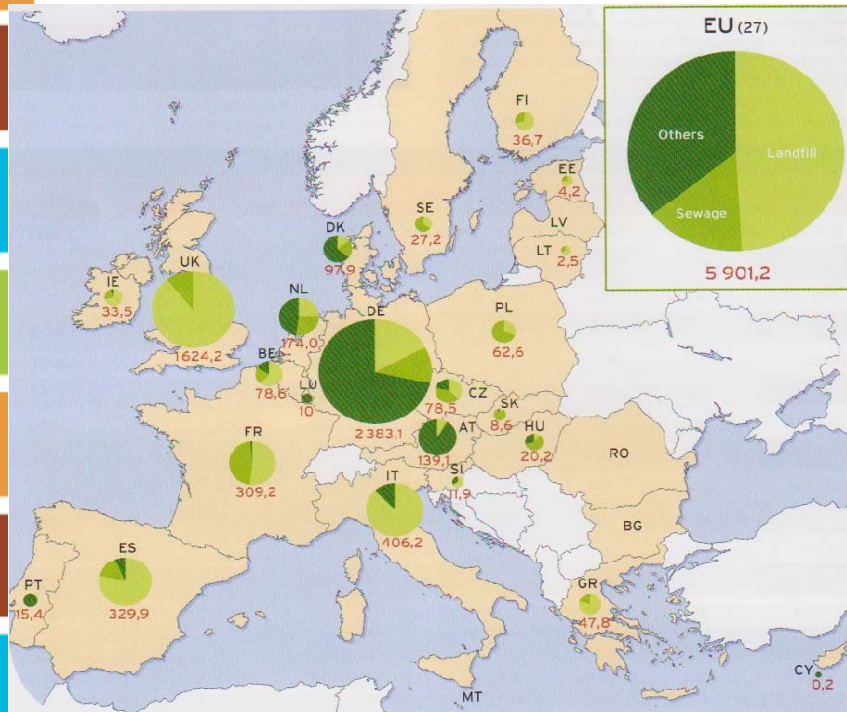 EU (27)
Others
Landfill
Sewage
5 901,2
FI
36,7
EE
4,2
SE
27,2
LV
LT
2,5
DK
97,9
UK
1624,2
IE
33,5
NL
174,0
DE
2 383,1
PL
62,6
BE
78,6
LU
10
CZ
78,5
SK
8,6
AT
139,1
HU
20,2
RO
FR
309,2
SI
11,9
IT
406,2
BG
ES
329,9
PT
15,4
GR
47,8
CY
0,2
MT